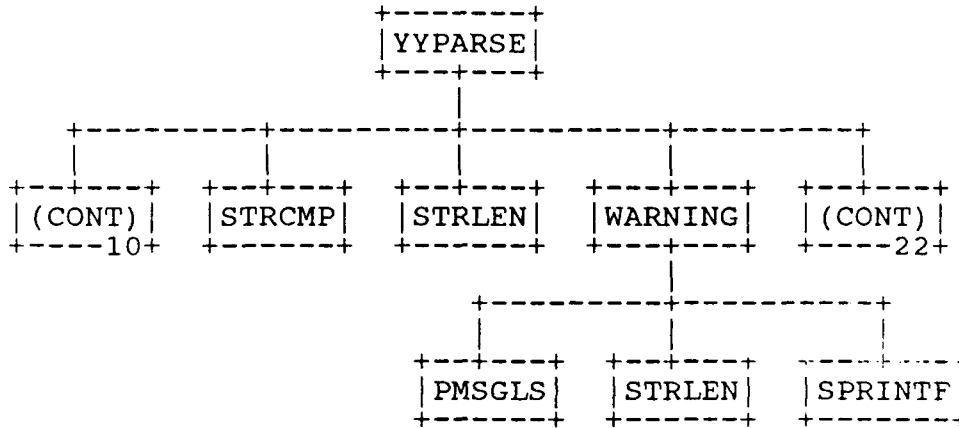 YYPARSE
(CONT) STRCMP STRLEN WARNING (CONT)
10 22
PMSGLS STRLEN SPRINTF